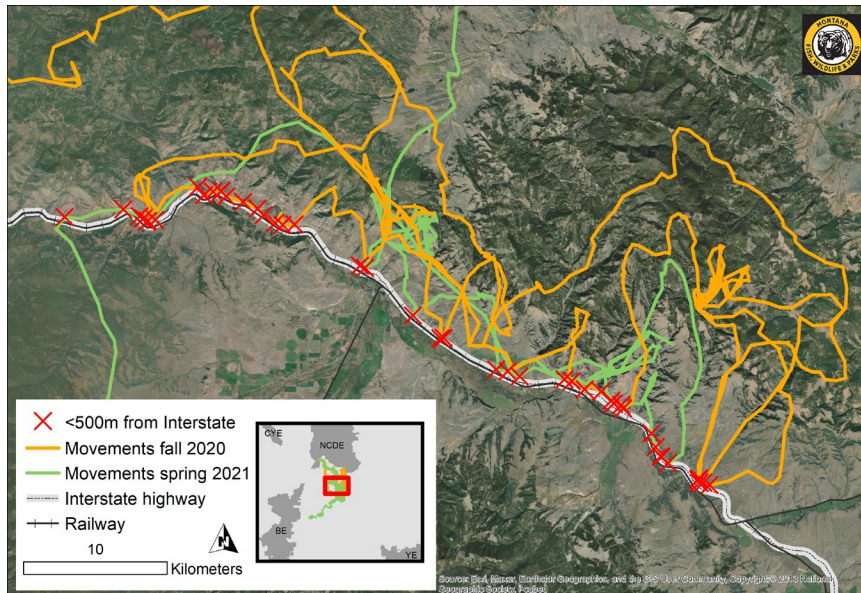 MONTANA
FISH, WILDLIFE & PARKS
<500m from Interstate
Movements fall 2020
Movements spring 2021
Interstate highway
Railway
10
Kilometers
CYE
NCDE
BE
YE
Source: Esri, Maxar, Earthstar Geographics, and the GIS User Community, Copyright:© 2013 National
Geographic Society, i-cubed